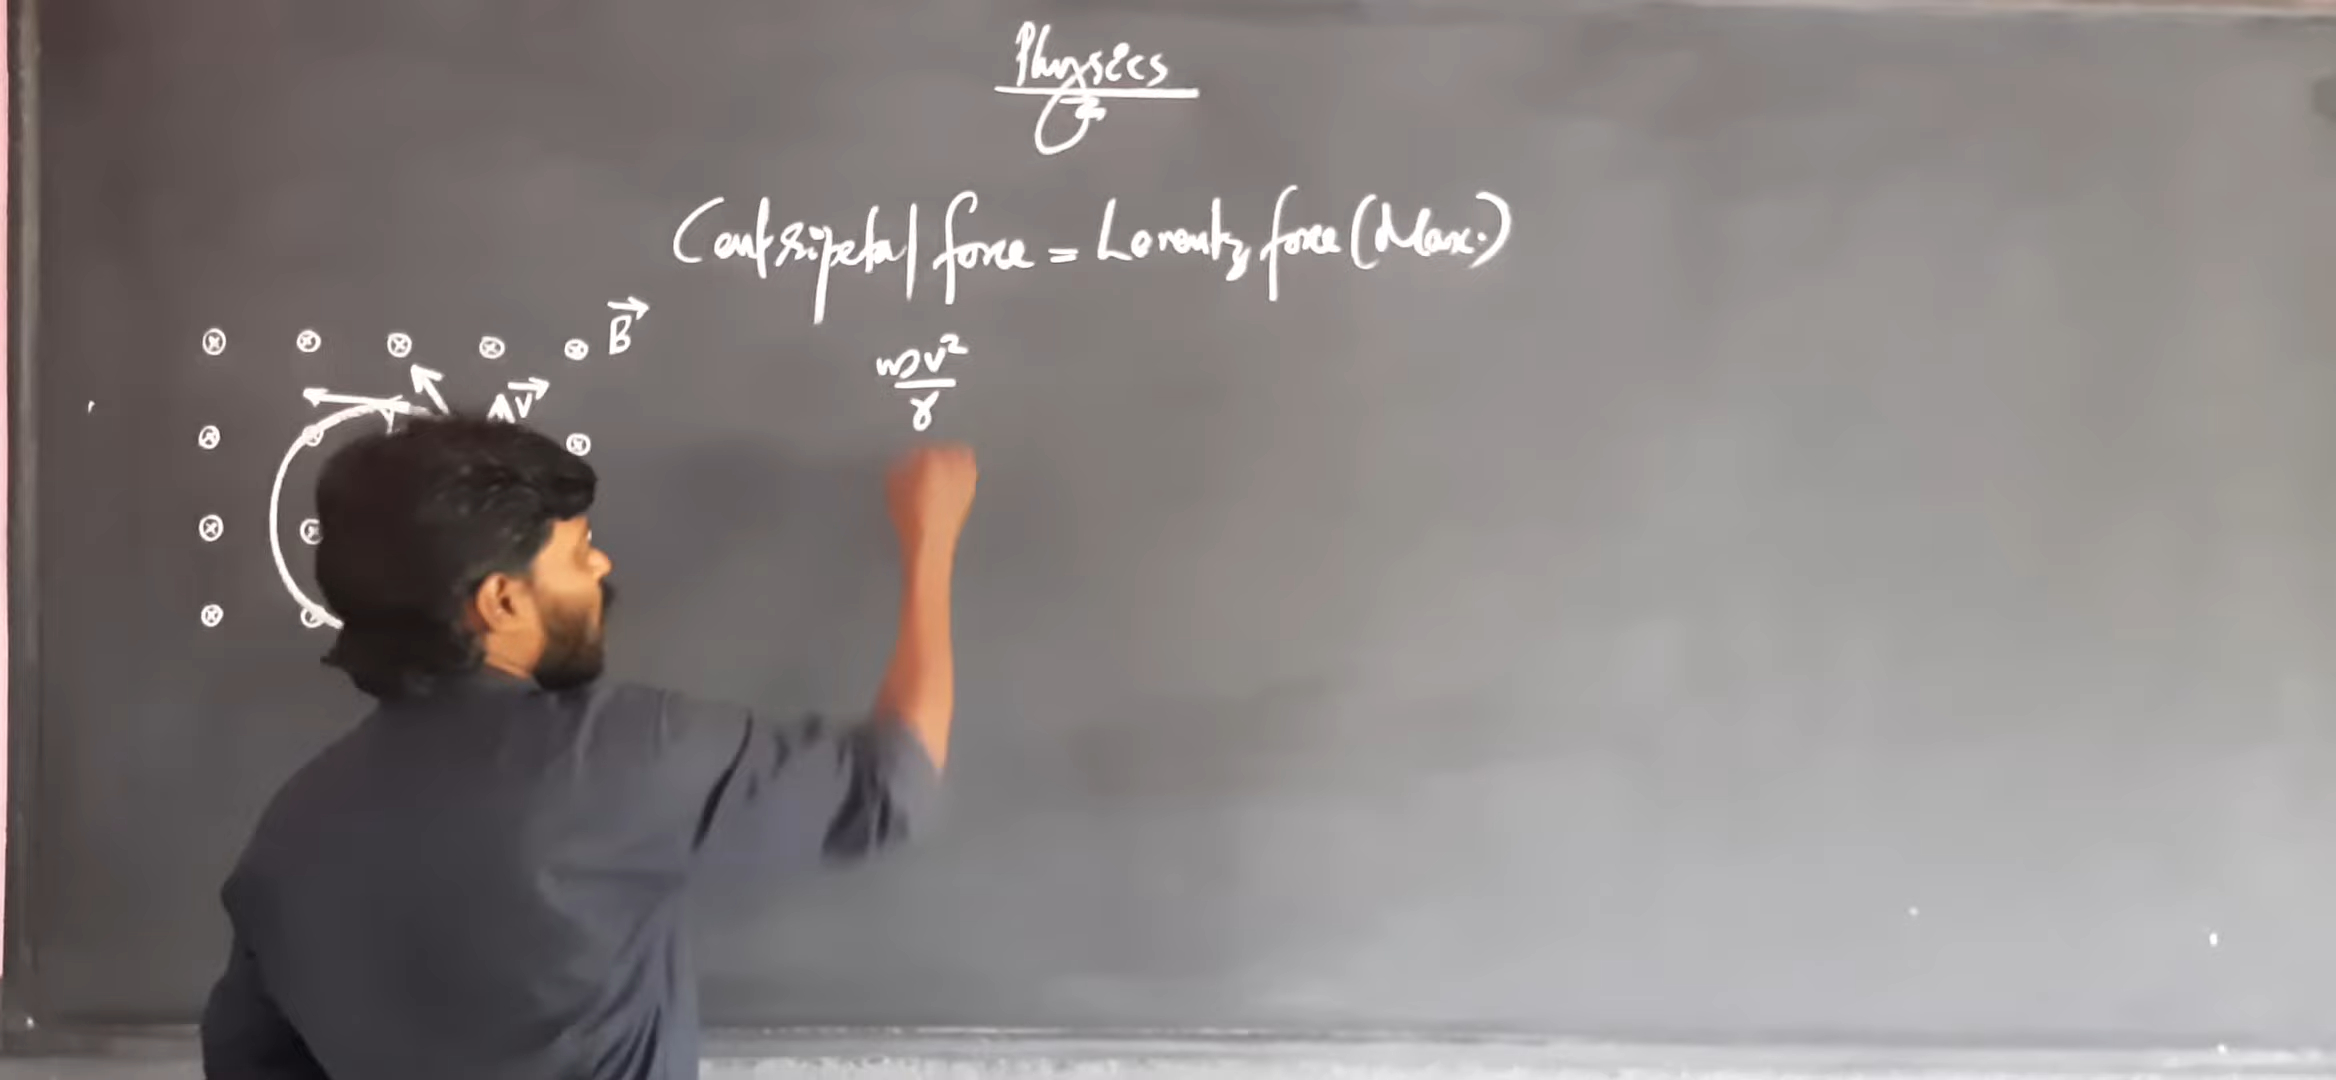 Physics
Centripetal force = Lorentz force (Max.)
B
mv²
r
v